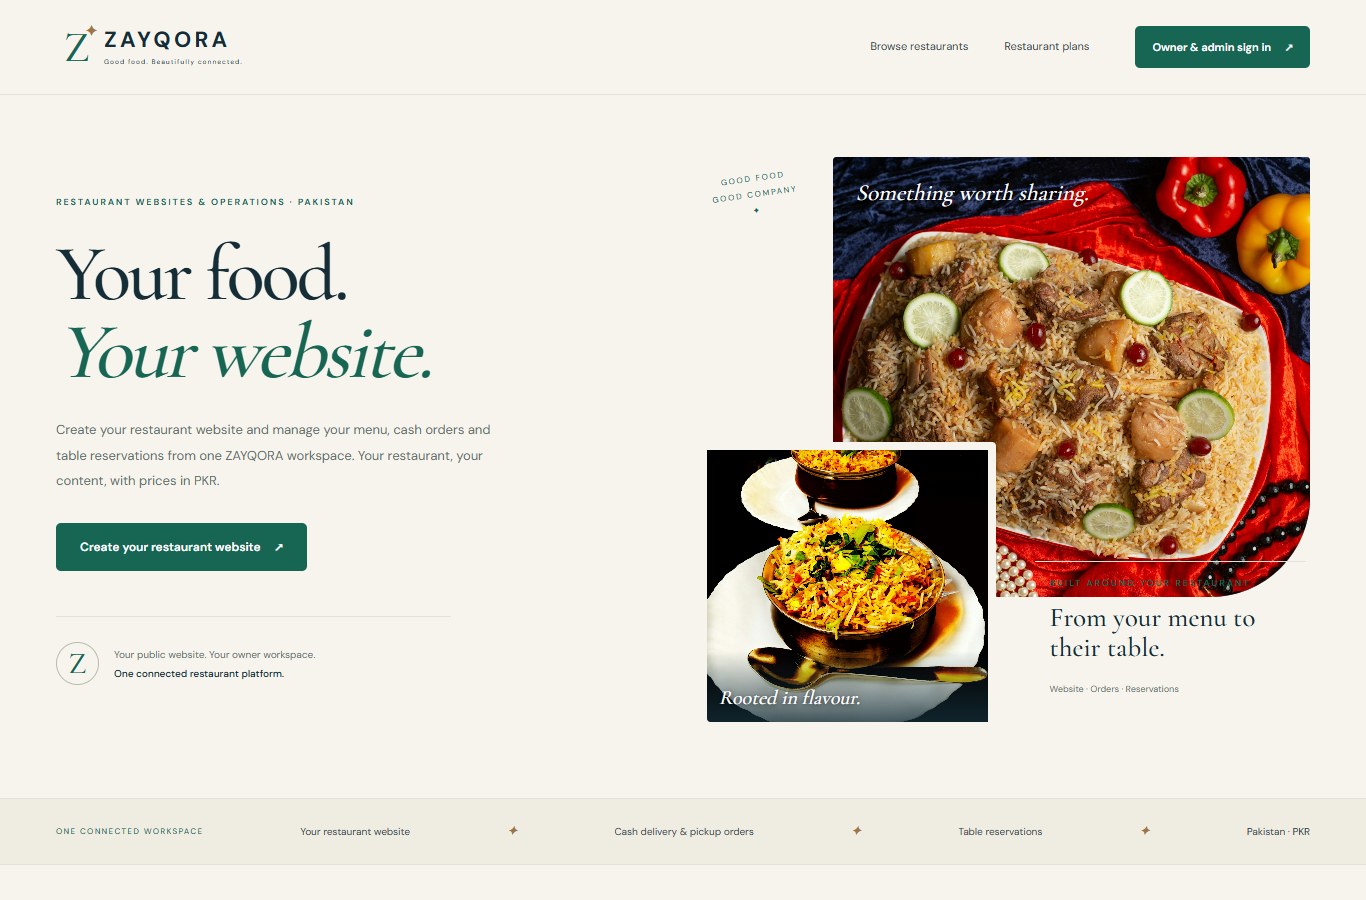 Z ZAYQORA
Good food. Beautifully connected.
Browse restaurants
Restaurant plans
Owner & admin sign in ↗
RESTAURANT WEBSITES & OPERATIONS · PAKISTAN
Your food.
Your website.
Create your restaurant website and manage your menu, cash orders and
table reservations from one ZAYQORA workspace. Your restaurant, your
content, with prices in PKR.
Create your restaurant website ↗
Z
Your public website. Your owner workspace.
One connected restaurant platform.
GOOD FOOD
GOOD COMPANY
Something worth sharing.
Rooted in flavour.
BUILT AROUND YOUR RESTAURANT
From your menu to
their table.
Website · Orders · Reservations
ONE CONNECTED WORKSPACE
Your restaurant website
Cash delivery & pickup orders
Table reservations
Pakistan · PKR